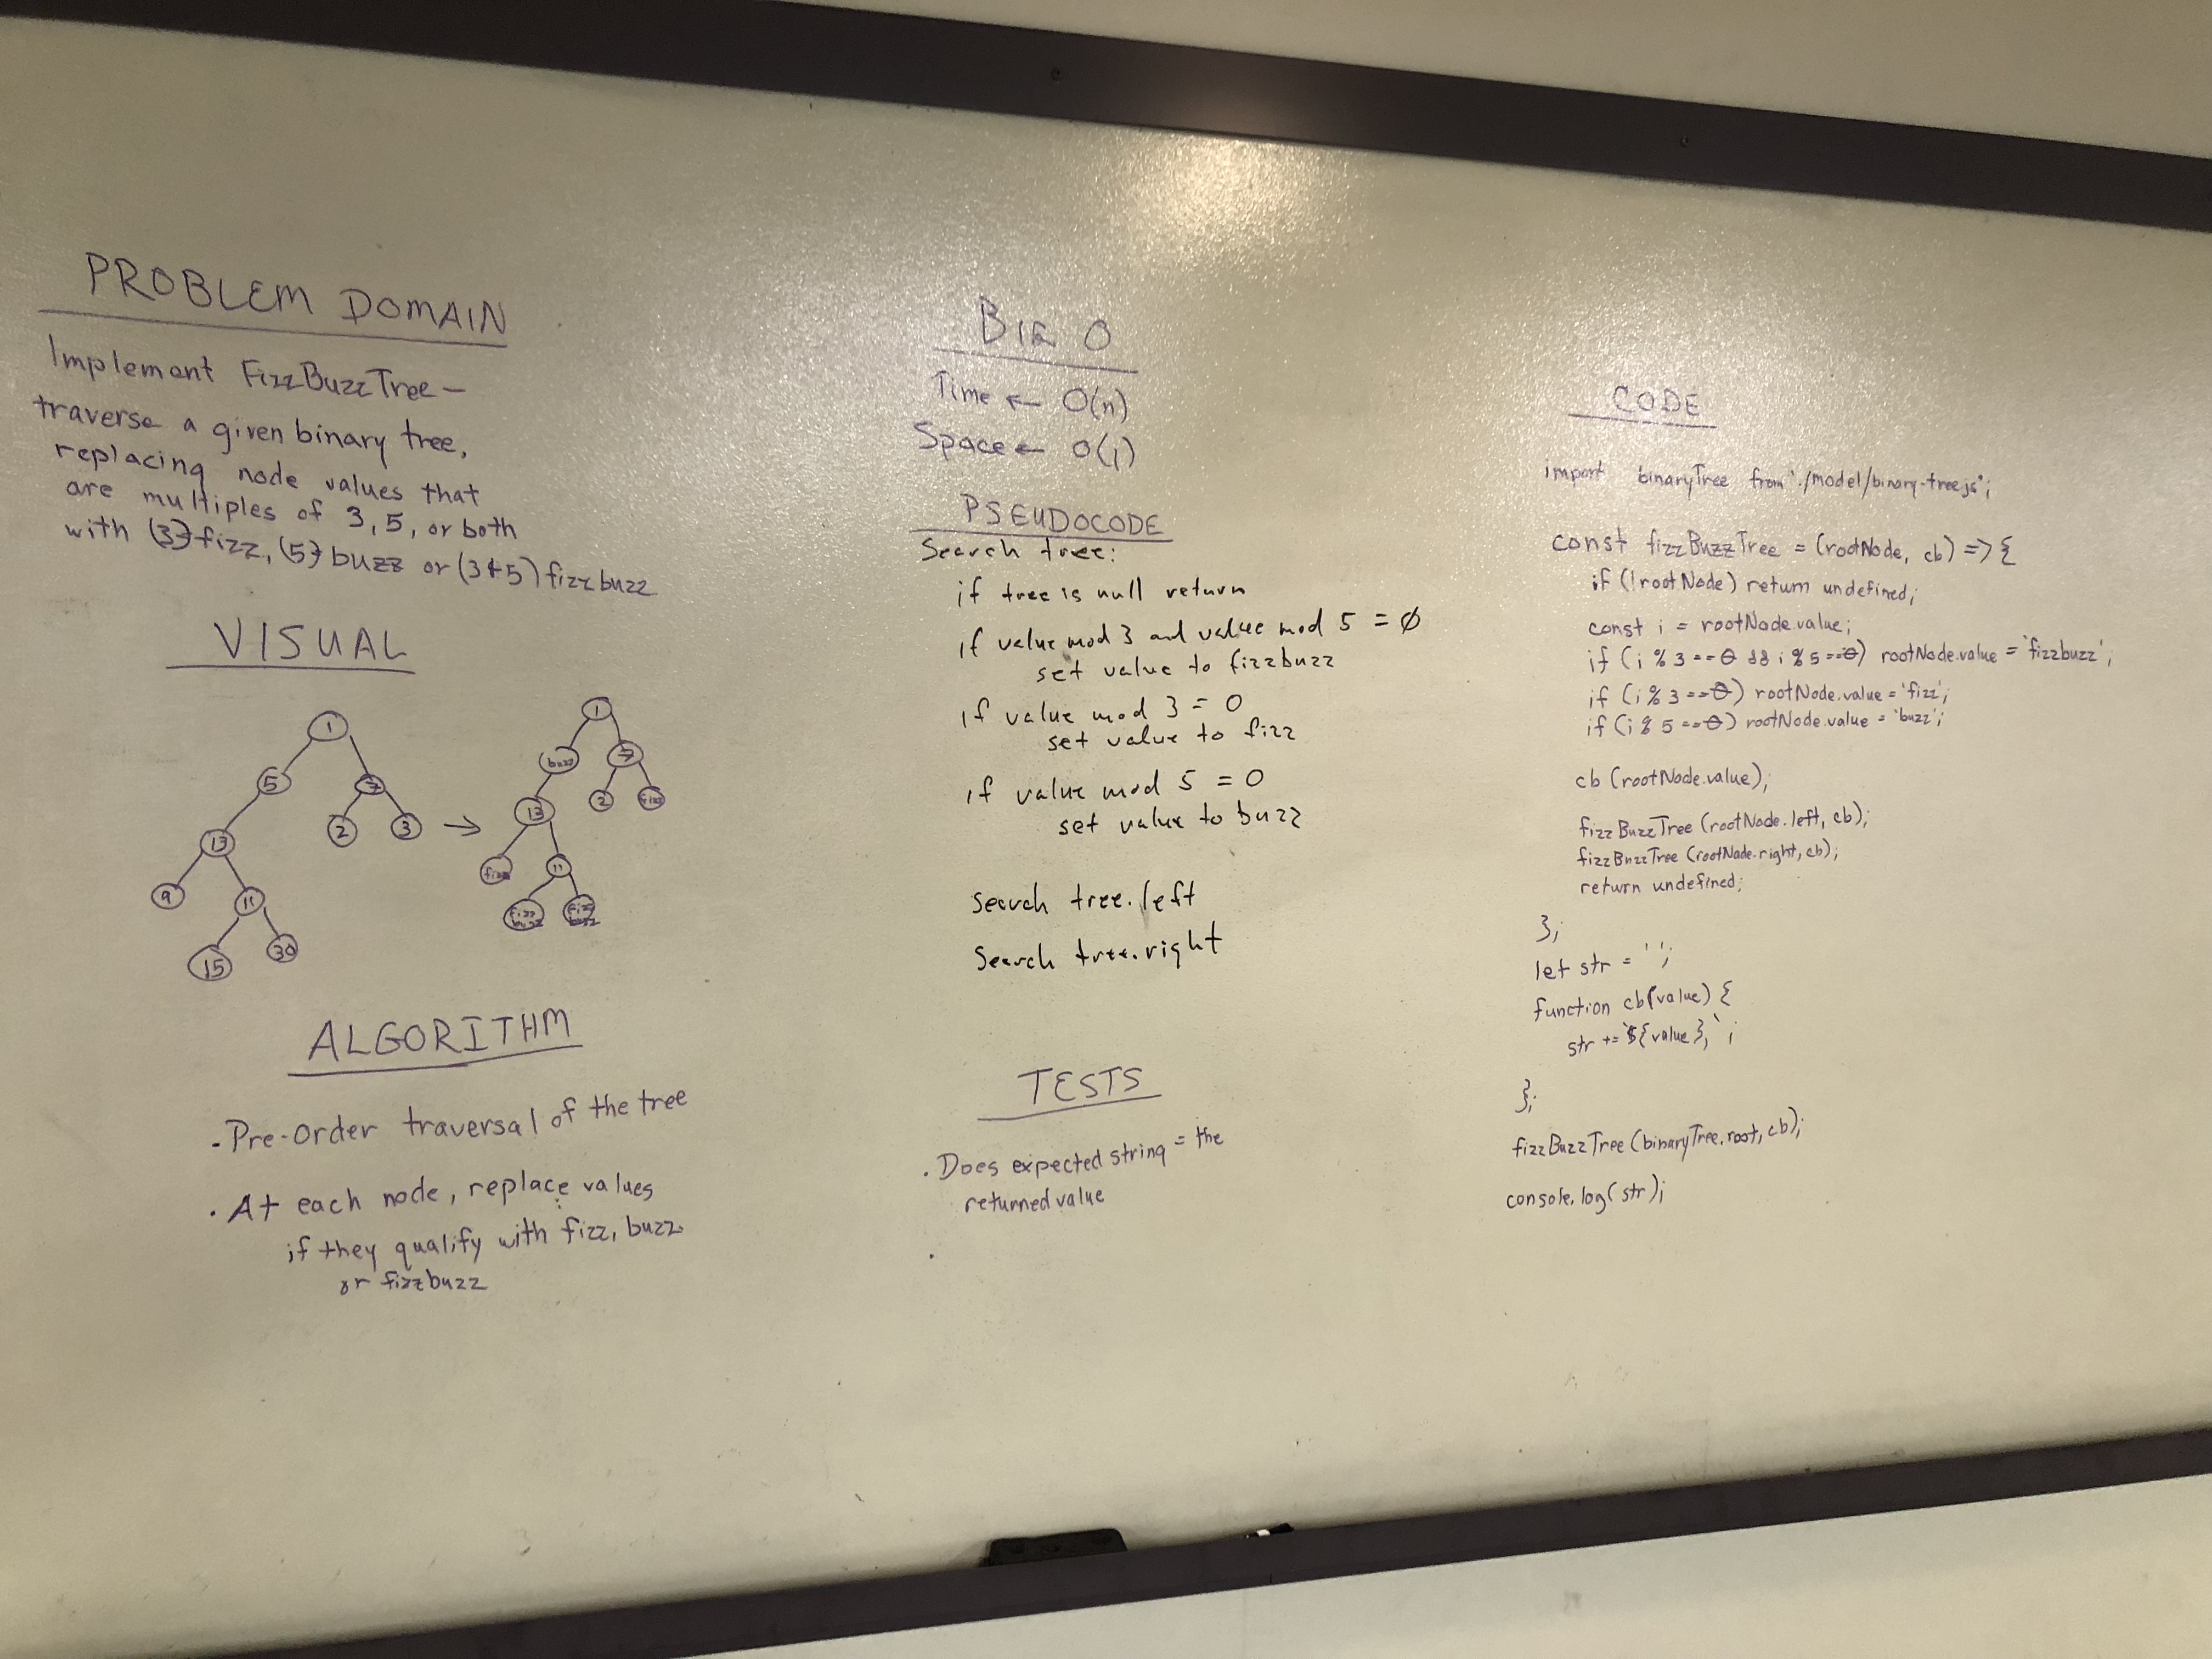 PROBLEM DOMAIN
Implement FizzBuzzTree –
traverse a given binary tree,
replacing node values that
are multiples of 3, 5, or both
with (3) fizz, (5) buzz or (3+5) fizzbuzz
VISUAL
1
5
7
13
2
3
9
11
15
30
→
1
buzz
7
13
2
fizz
fizz
11
fizz
buzz
fizz
buzz
ALGORITHM
- Pre-order traversal of the tree
• At each node, replace values
if they qualify with fizz, buzz
or fizzbuzz
BIG O
Time ← O(n)
Space ← O(1)
PSEUDOCODE
Search tree:
if tree is null return
if value mod 3 and value mod 5 = 0
set value to fizzbuzz
if value mod 3 = 0
set value to fizz
if value mod 5 = 0
set value to buzz
Search tree.left
Search tree.right
TESTS
• Does expected string = the
returned value
CODE
import binaryTree from './model/binary-tree.js';
const fizzBuzzTree = (rootNode, cb) => {
if (!rootNode) return undefined;
const i = rootNode.value;
if (i % 3 === 0 && i % 5 === 0) rootNode.value = 'fizzbuzz';
if (i % 3 === 0) rootNode.value = 'fizz';
if (i % 5 === 0) rootNode.value = 'buzz';
cb (rootNode.value);
fizzBuzzTree (rootNode.left, cb);
fizzBuzzTree (rootNode.right, cb);
return undefined;
};
let str = '';
function cb(value) {
str += `${value},`;
};
fizzBuzzTree (binaryTree.root, cb);
console.log( str);